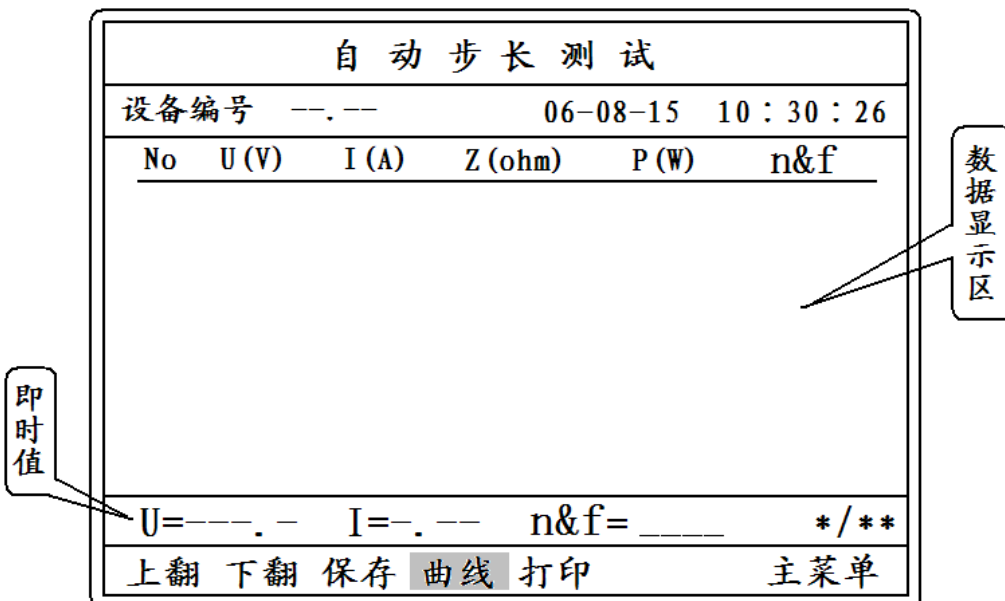 自动步长测试
设备编号 --.-- 06-08-15 10:30:26
No U(V) I(A) Z(ohm) P(W) n&f
数据显示区
即时值
U=---.- I=-.-- n&f=____ */**
上翻 下翻 保存 曲线 打印 主菜单